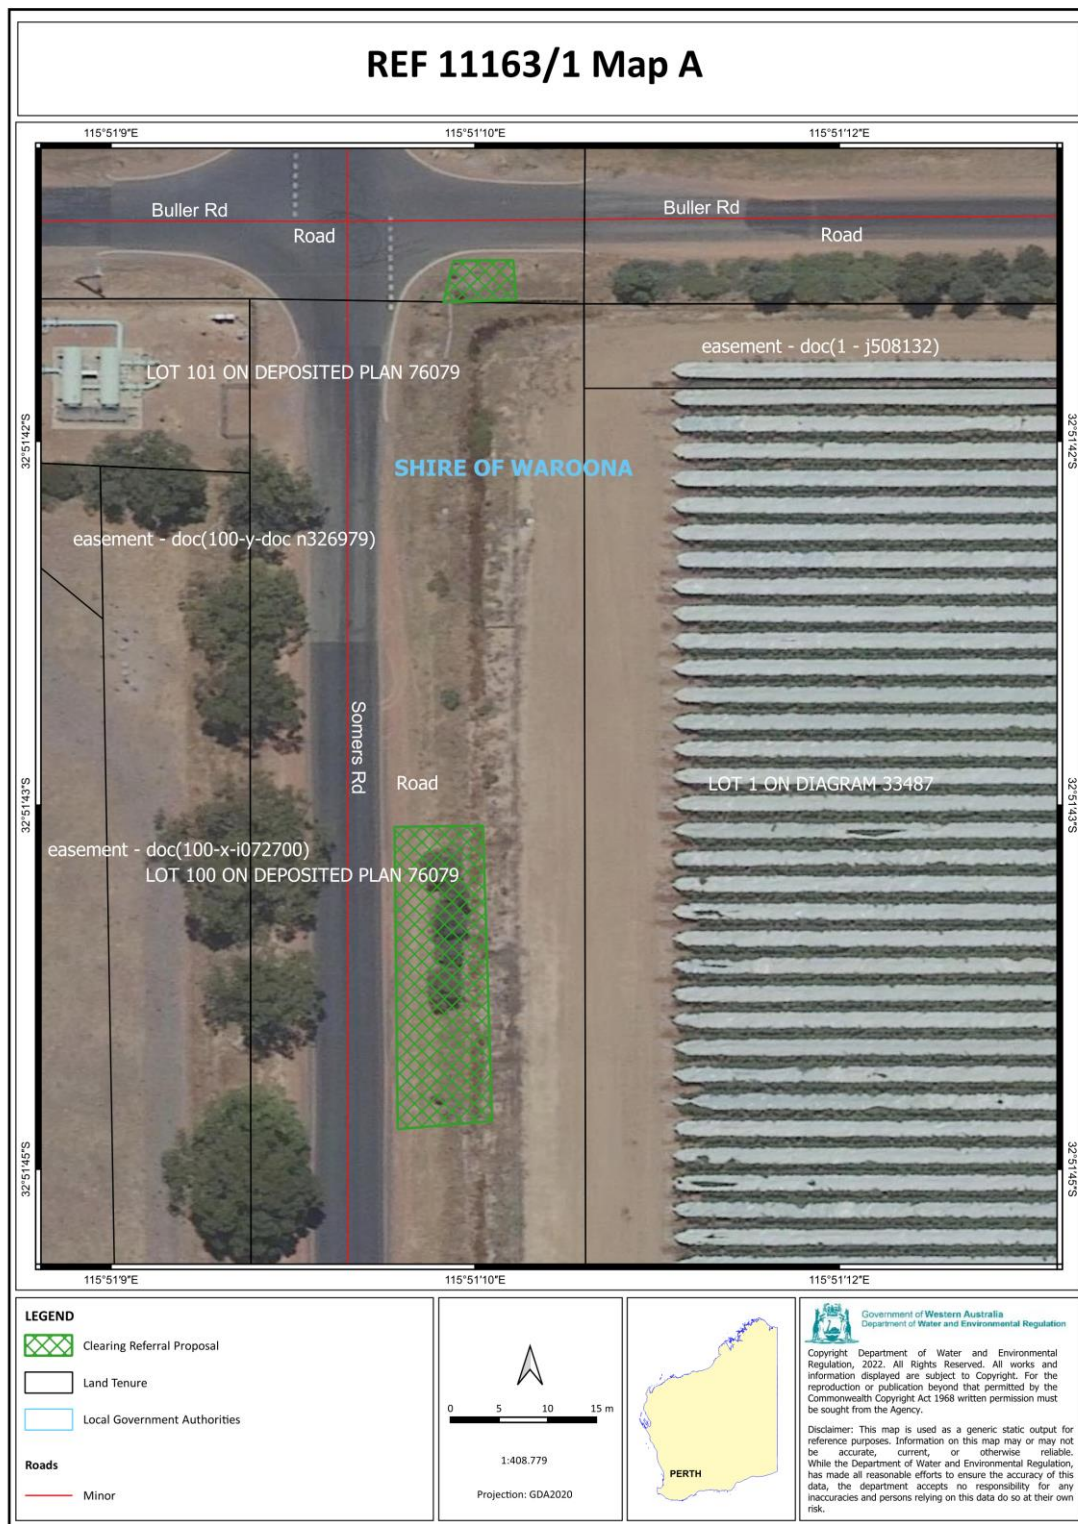 REF 11163/1 Map A
115°51'9"E
115°51'10"E
115°51'12"E
Buller Rd
Buller Rd
Road
Road
easement - doc(1 - j508132)
LOT 101 ON DEPOSITED PLAN 76079
32°51'42"S
32°51'42"S
SHIRE OF WAROONA
easement - doc(100-y-doc n326979)
Somers Rd
Road
LOT 1 ON DIAGRAM 33487
32°51'43"S
32°51'43"S
easement - doc(100-x-i072700)
LOT 100 ON DEPOSITED PLAN 76079
32°51'45"S
32°51'45"S
115°51'9"E
115°51'10"E
115°51'12"E
LEGEND
Clearing Referral Proposal
Land Tenure
Local Government Authorities
Roads
Minor
0 5 10 15 m
1:408.779
Projection: GDA2020
PERTH
Government of Western Australia
Department of Water and Environmental Regulation
Copyright Department of Water and Environmental
Regulation, 2022. All Rights Reserved. All works and
information displayed are subject to Copyright. For the
reproduction or publication beyond that permitted by the
Commonwealth Copyright Act 1968 written permission must
be sought from the Agency.
Disclaimer: This map is used as a generic static output for
reference purposes. Information on this map may or may not
be accurate, current, or otherwise reliable.
While the Department of Water and Environmental Regulation,
has made all reasonable efforts to ensure the accuracy of this
data, the department accepts no responsibility for any
inaccuracies and persons relying on this data do so at their own
risk.